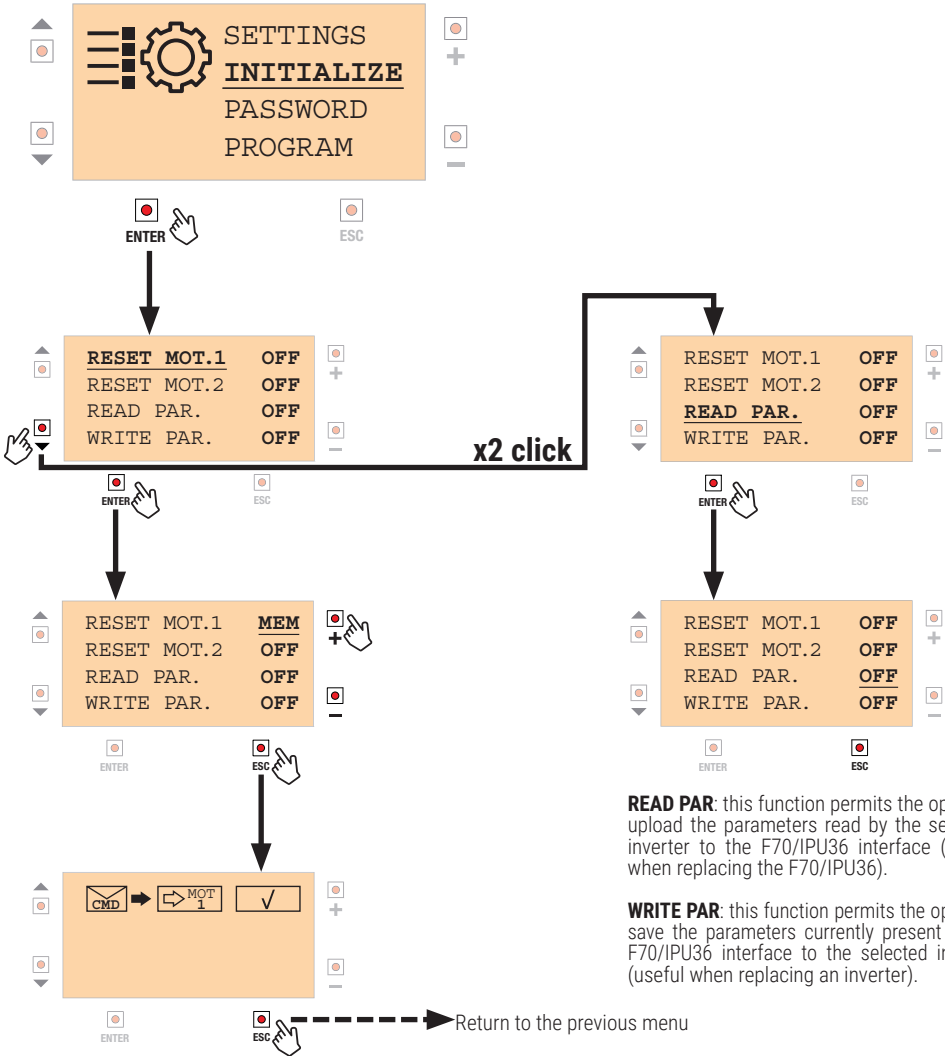 SETTINGS
INITIALIZE
PASSWORD
PROGRAM
+
−
ENTER
ESC
RESET MOT.1 OFF
RESET MOT.2 OFF
READ PAR. OFF
WRITE PAR. OFF
+
−
ENTER
ESC
x2 click
RESET MOT.1 OFF
RESET MOT.2 OFF
READ PAR. OFF
WRITE PAR. OFF
+
−
ENTER
ESC
RESET MOT.1 MEM
RESET MOT.2 OFF
READ PAR. OFF
WRITE PAR. OFF
+
−
ENTER
ESC
RESET MOT.1 OFF
RESET MOT.2 OFF
READ PAR. OFF
WRITE PAR. OFF
+
−
ENTER
ESC
READ PAR: this function permits the
upload the parameters read by the
inverter to the F70/IPU36 interface
when replacing the F70/IPU36).
WRITE PAR: this function permits the
save the parameters currently present
F70/IPU36 interface to the selected
(useful when replacing an inverter).
CMD MOT 1 √
+
−
ENTER
ESC
Return to the previous menu